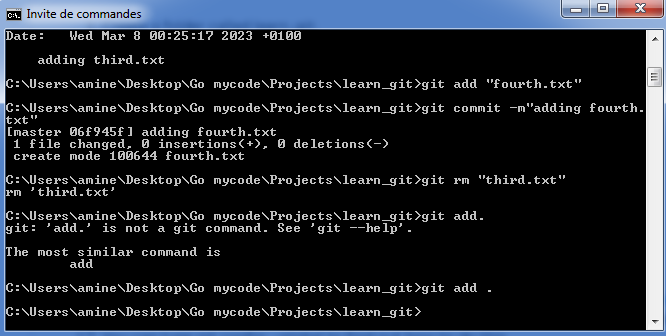 Invite de commandes
Date:   Wed Mar 8 00:25:17 2023 +0100
    adding third.txt
C:\Users\amine\Desktop\Go mycode\Projects\learn_git>git add "fourth.txt"
C:\Users\amine\Desktop\Go mycode\Projects\learn_git>git commit -m"adding fourth.
txt"
[master 06f945f] adding fourth.txt
 1 file changed, 0 insertions(+), 0 deletions(-)
 create mode 100644 fourth.txt
C:\Users\amine\Desktop\Go mycode\Projects\learn_git>git rm "third.txt"
rm 'third.txt'
C:\Users\amine\Desktop\Go mycode\Projects\learn_git>git add.
git: 'add.' is not a git command. See 'git --help'.
The most similar command is
        add
C:\Users\amine\Desktop\Go mycode\Projects\learn_git>git add .
C:\Users\amine\Desktop\Go mycode\Projects\learn_git>